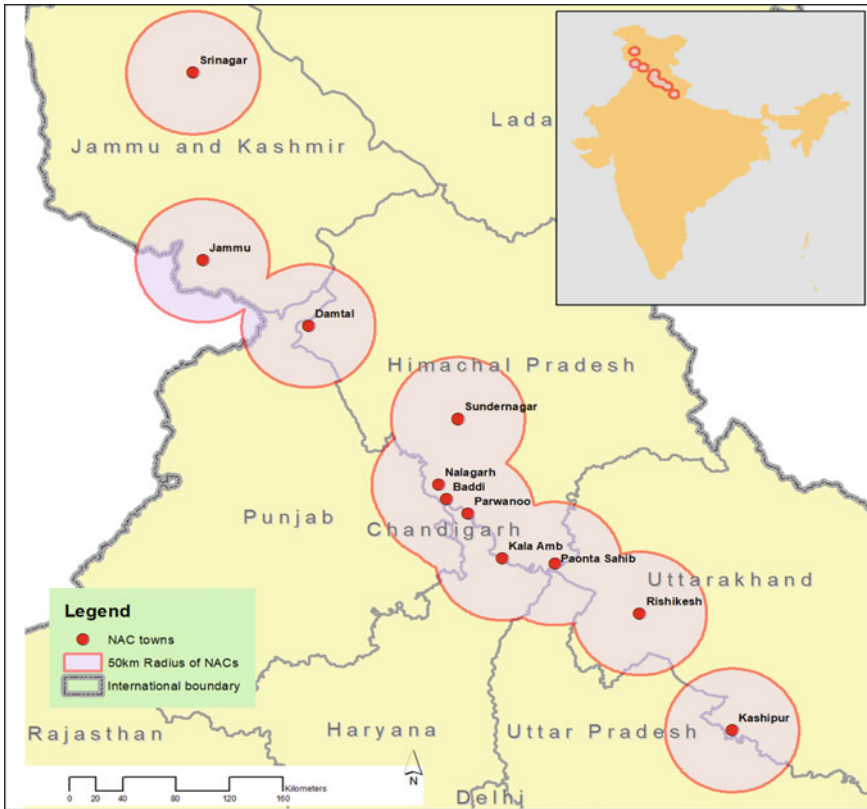 Srinagar
Lada
Jammu and Kashmir
Jammu
Damtal
Himachal Pradesh
Sundernagar
Nalagarh
Baddi
Parwanoo
Punjab
Chandigarh
Kala Amb
Paonta Sahib
Uttarakhand
Rishikesh
Legend
NAC towns
50km Radius of NACs
International boundary
Rajasthan
Haryana
Uttar Pradesh
Kashipur
Kilometers
0 20 40 80 120 160
N
Delhi